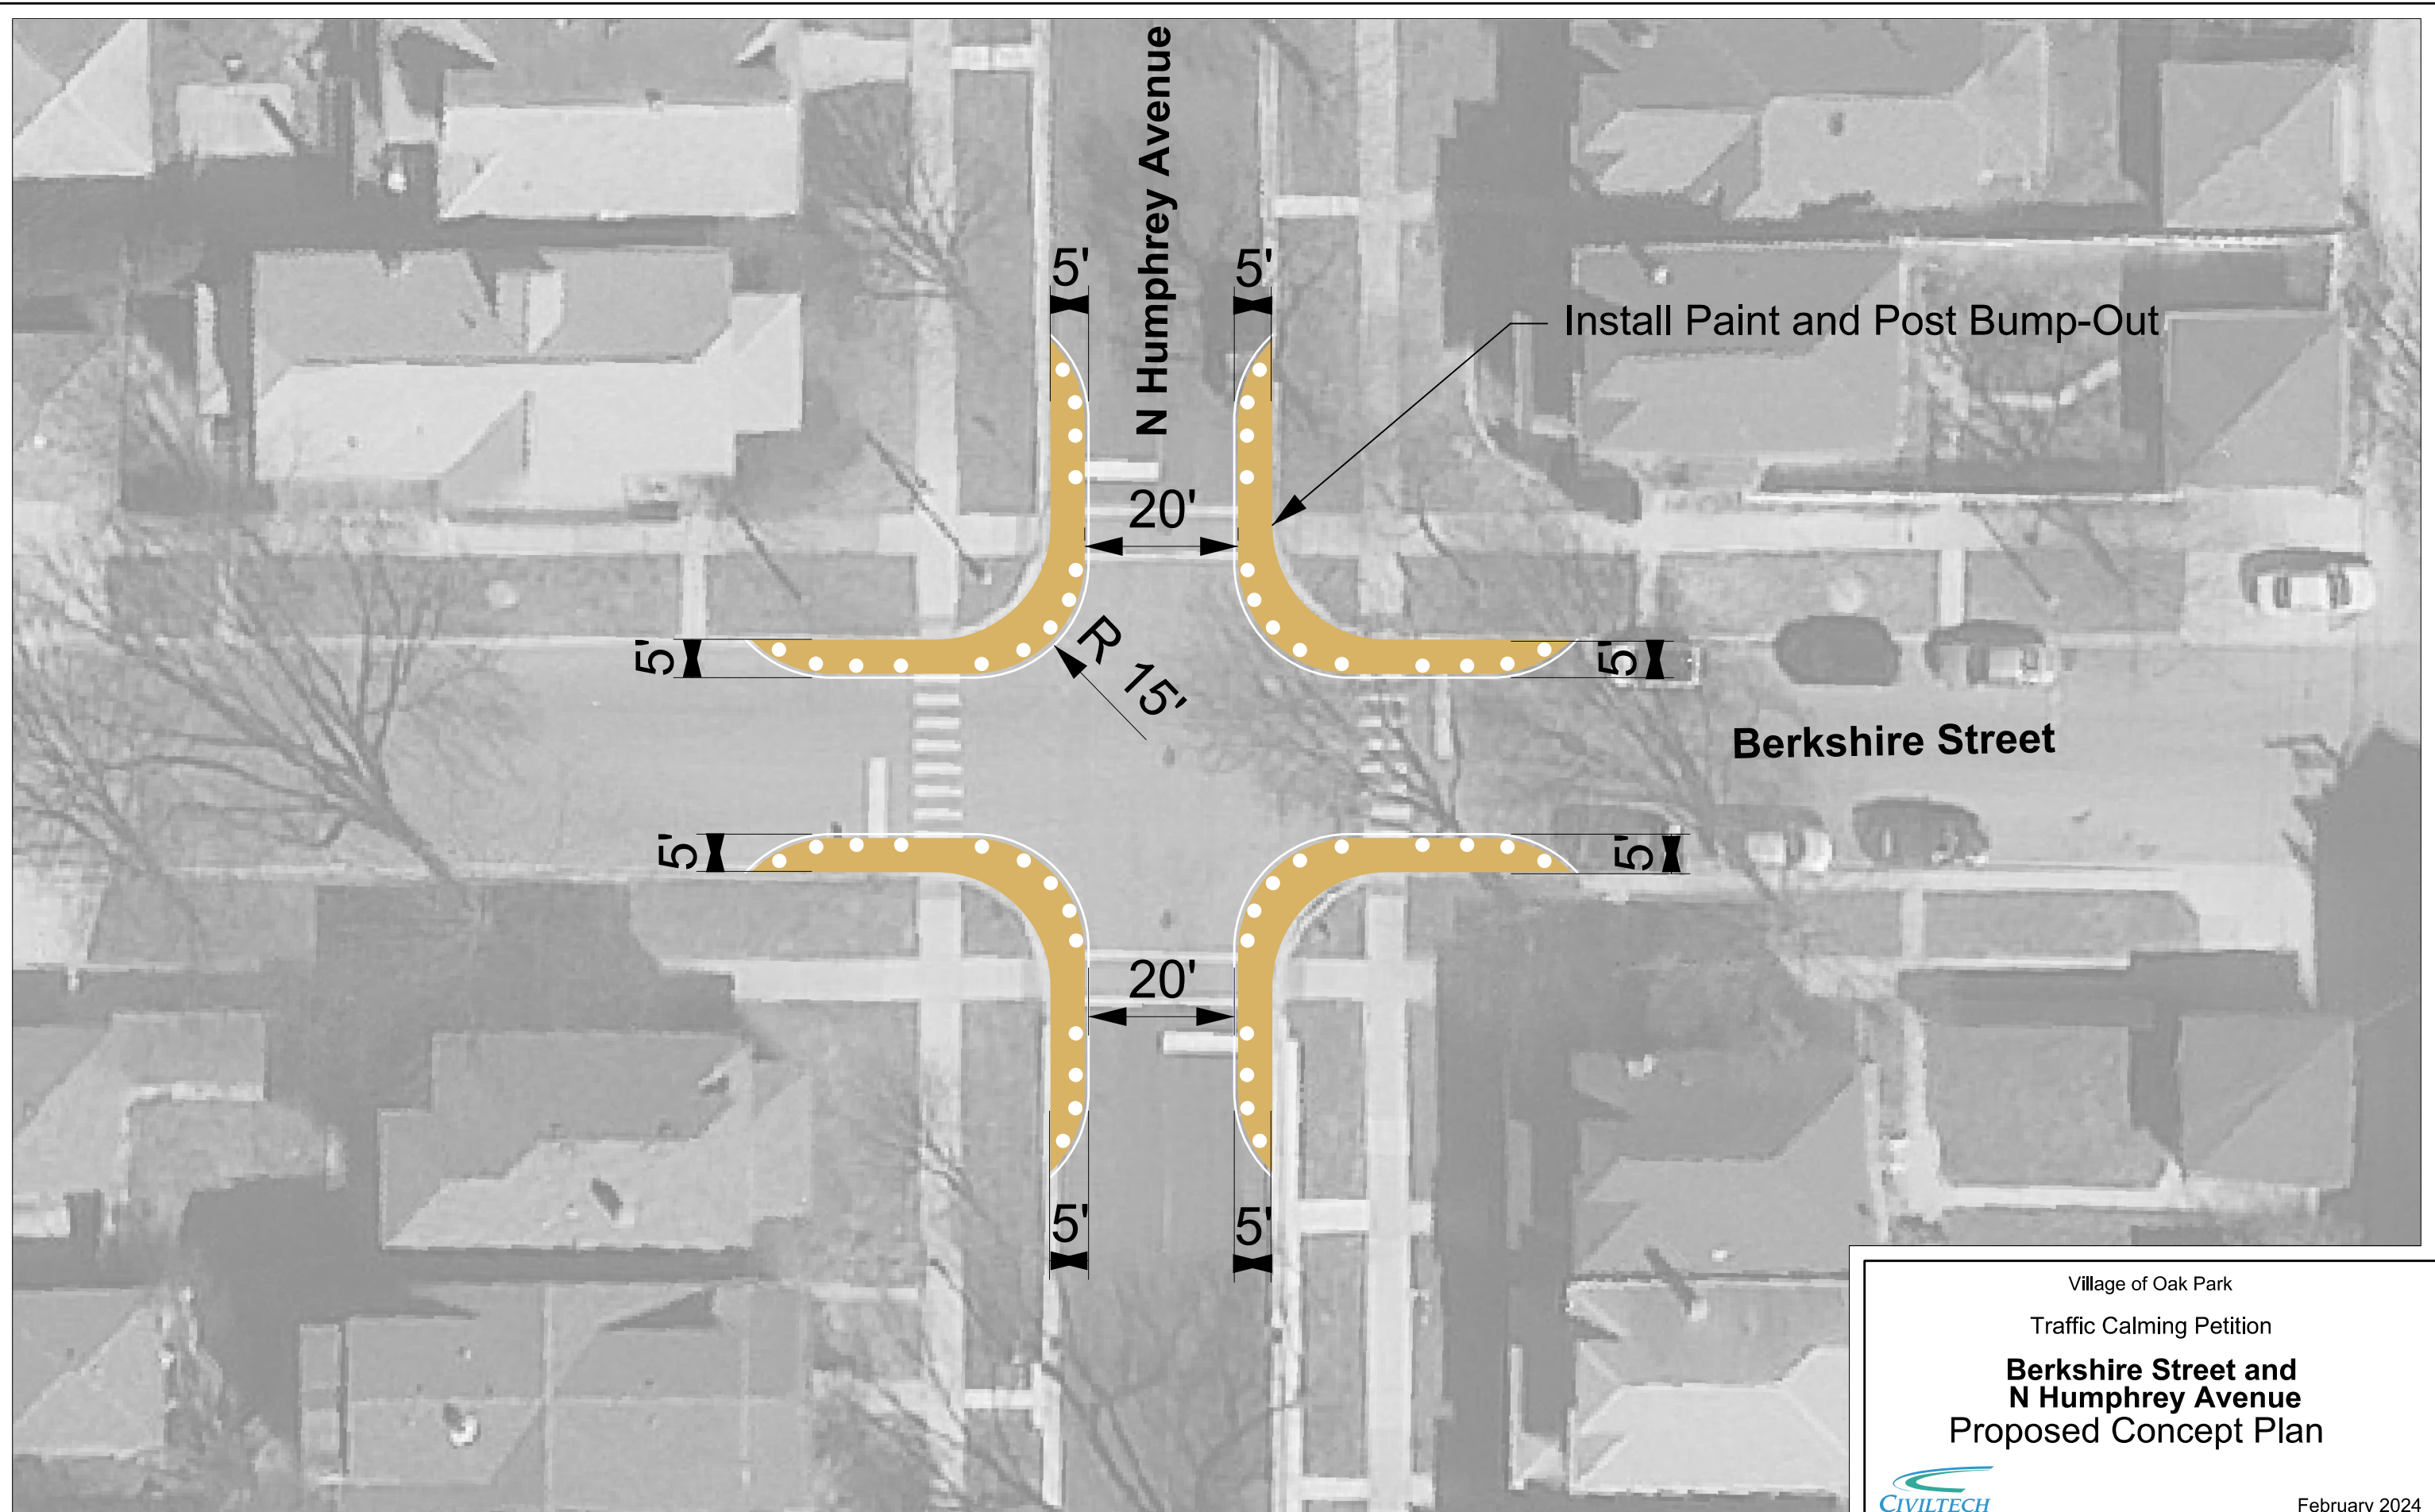 N Humphrey Avenue
5'
5'
Install Paint and Post Bump-Out
20'
5'
R 15'
5'
Berkshire Street
5'
5'
20'
5'
5'
Village of Oak Park
Traffic Calming Petition
Berkshire Street and
N Humphrey Avenue
Proposed Concept Plan
CIVILTECH
February 2024